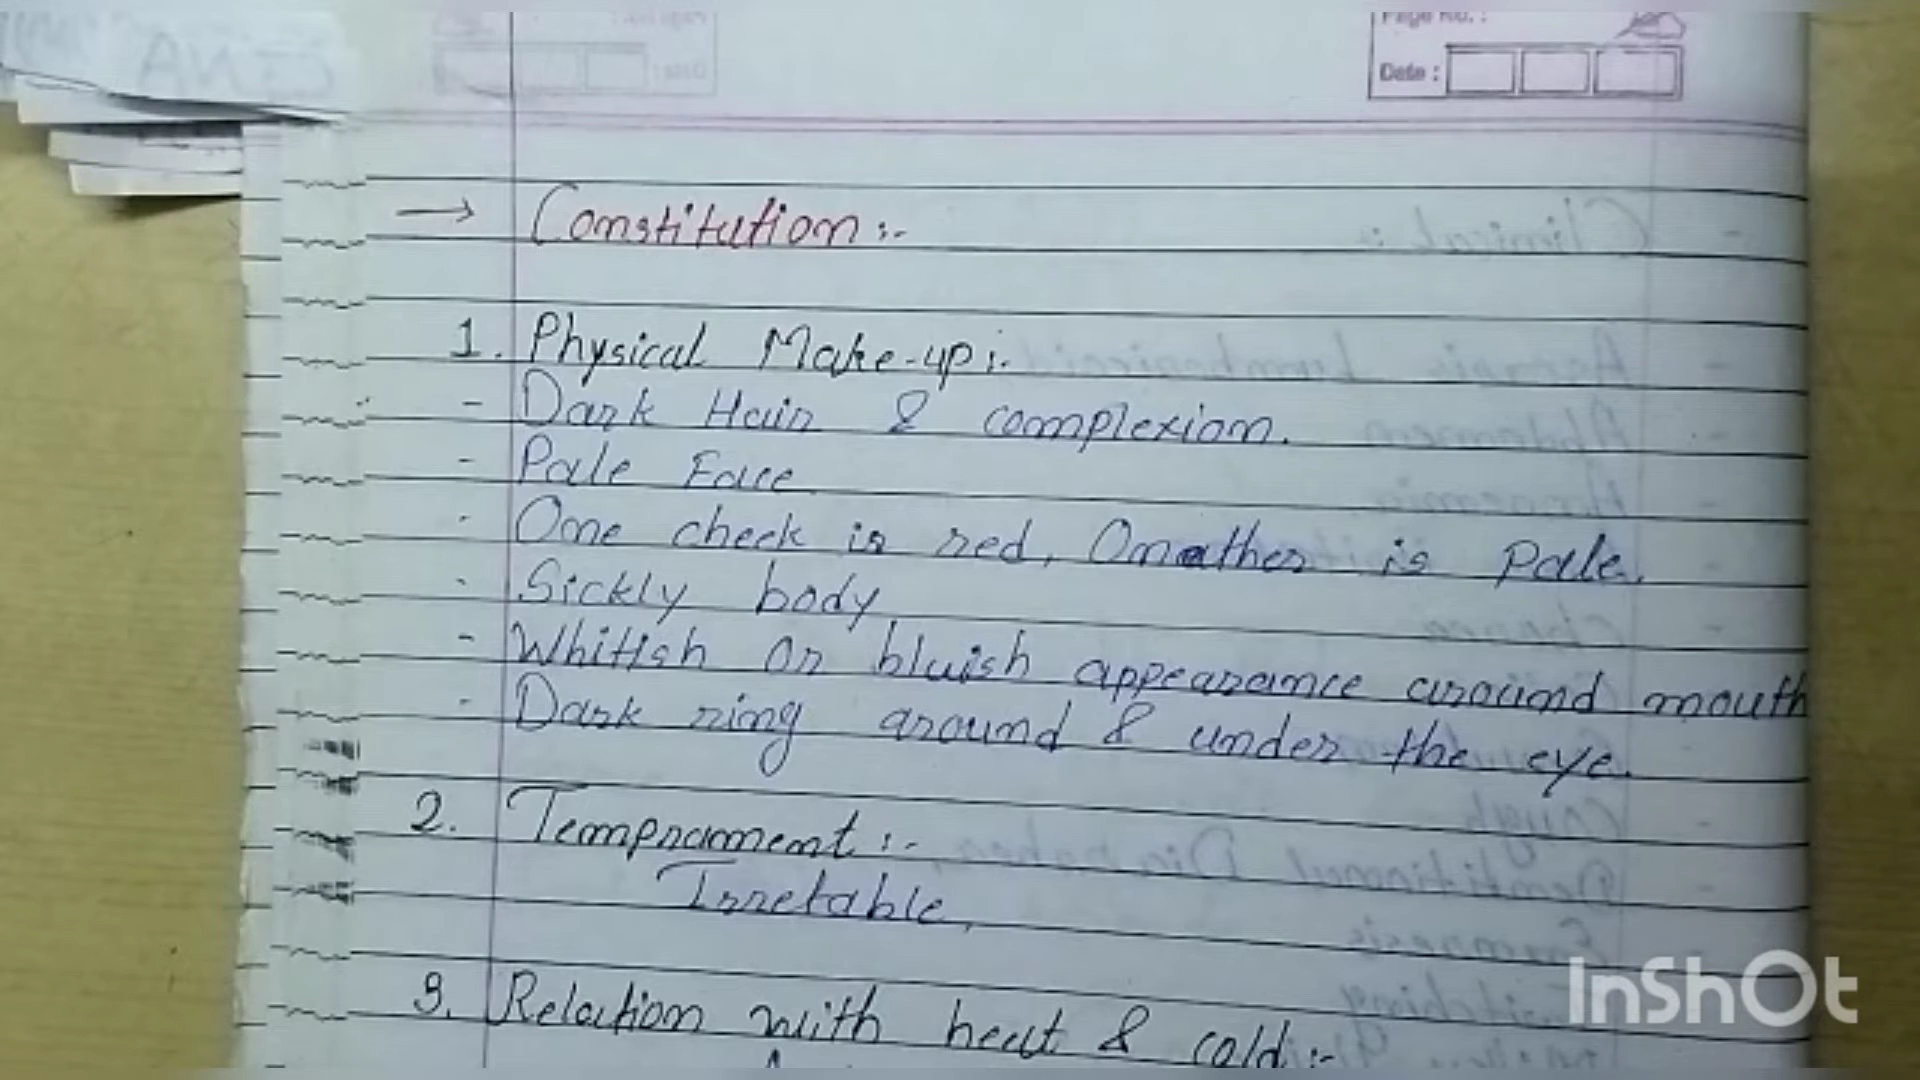 Page No. :
Date :
→ Constitution :-
1. Physical Make-up :-
- Dark Hair & complexion.
- Pale Face
- One cheek is red, Onother is Pale.
- Sickly body
- Whitish or bluish appearance around mouth
- Dark ring around & under the eye.
2. Temprament :-
Irretable,
3. Relation with heat & cold :-
CINA
InShOt